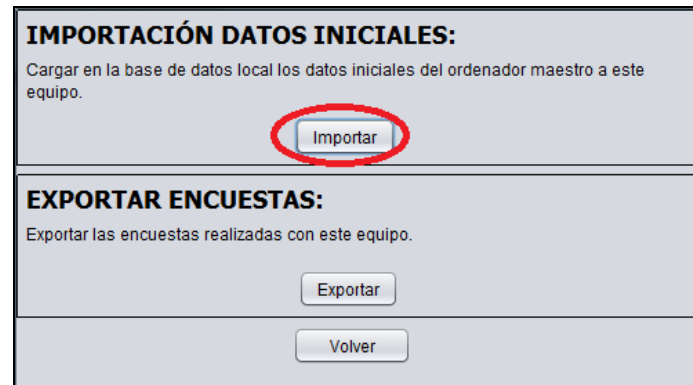 IMPORTACIÓN DATOS INICIALES:
Cargar en la base de datos local los datos iniciales del ordenador maestro a este
equipo.
Importar
EXPORTAR ENCUESTAS:
Exportar las encuestas realizadas con este equipo.
Exportar
Volver